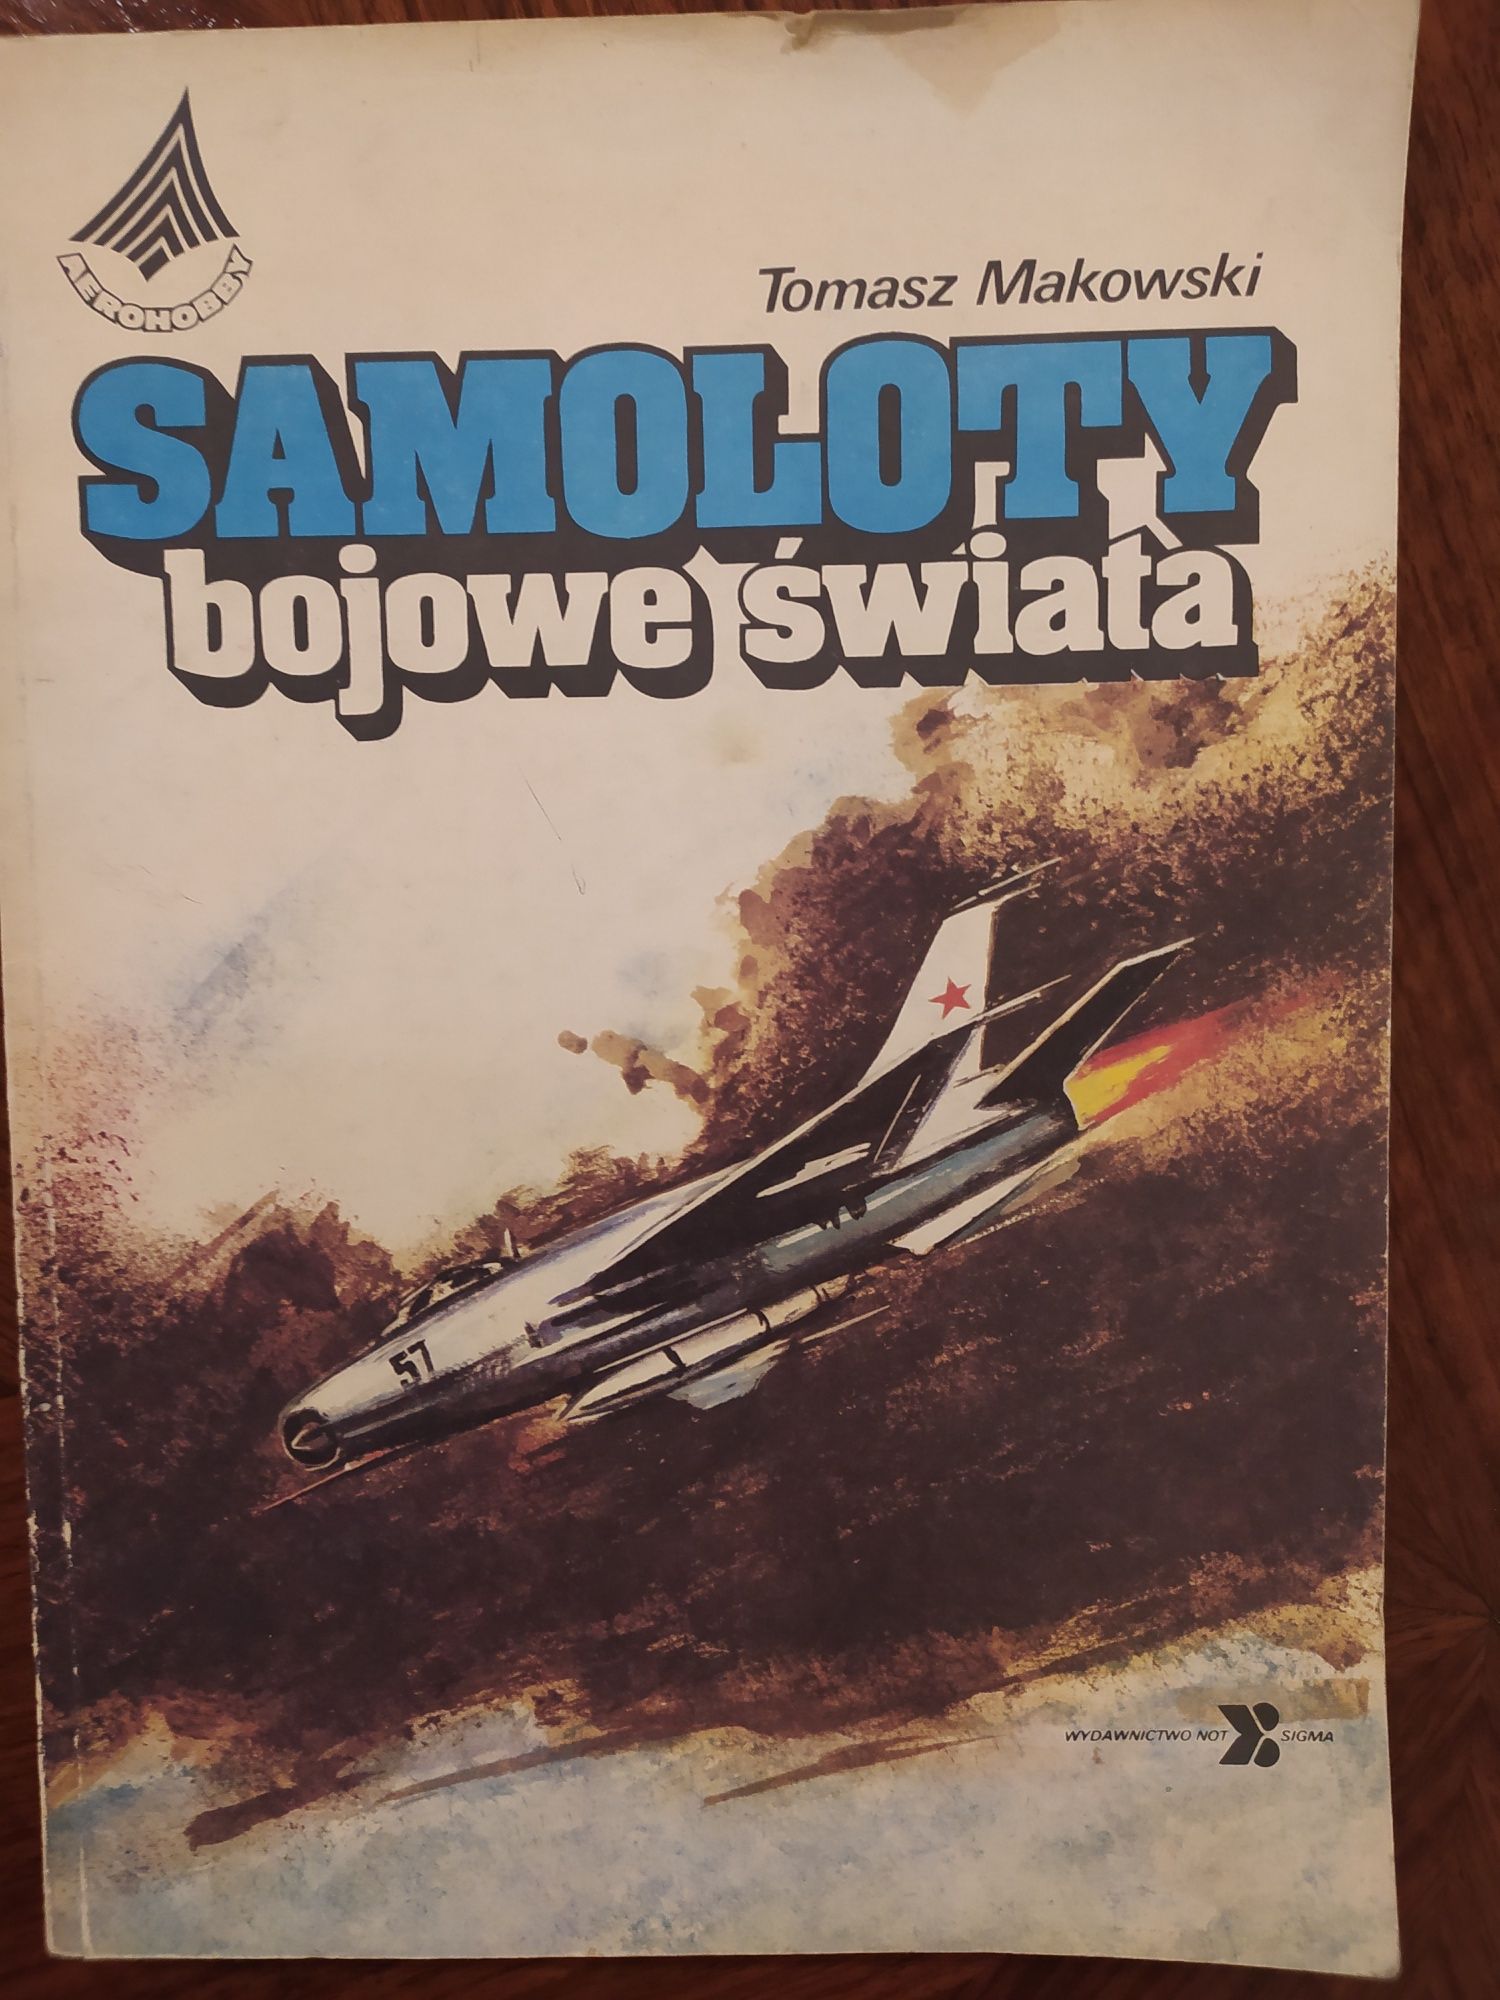 AEROHOBBY
Tomasz Makowski
SAMOLOTY
bojowe świata
57
WYDAWNICTWO NOT SIGMA